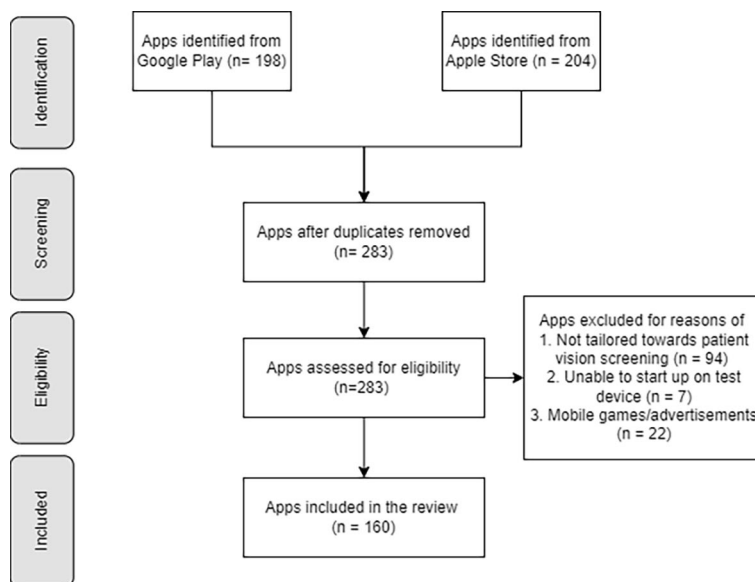 Identification
Apps identified from
Google Play (n= 198)
Apps identified from
Apple Store (n = 204)
Screening
Apps after duplicates removed
(n= 283)
Eligibility
Apps assessed for eligibility
(n=283)
Apps excluded for reasons of
1. Not tailored towards patient
vision screening (n = 94)
2. Unable to start up on test
device (n = 7)
3. Mobile games/advertisements
(n = 22)
Included
Apps included in the review
(n = 160)